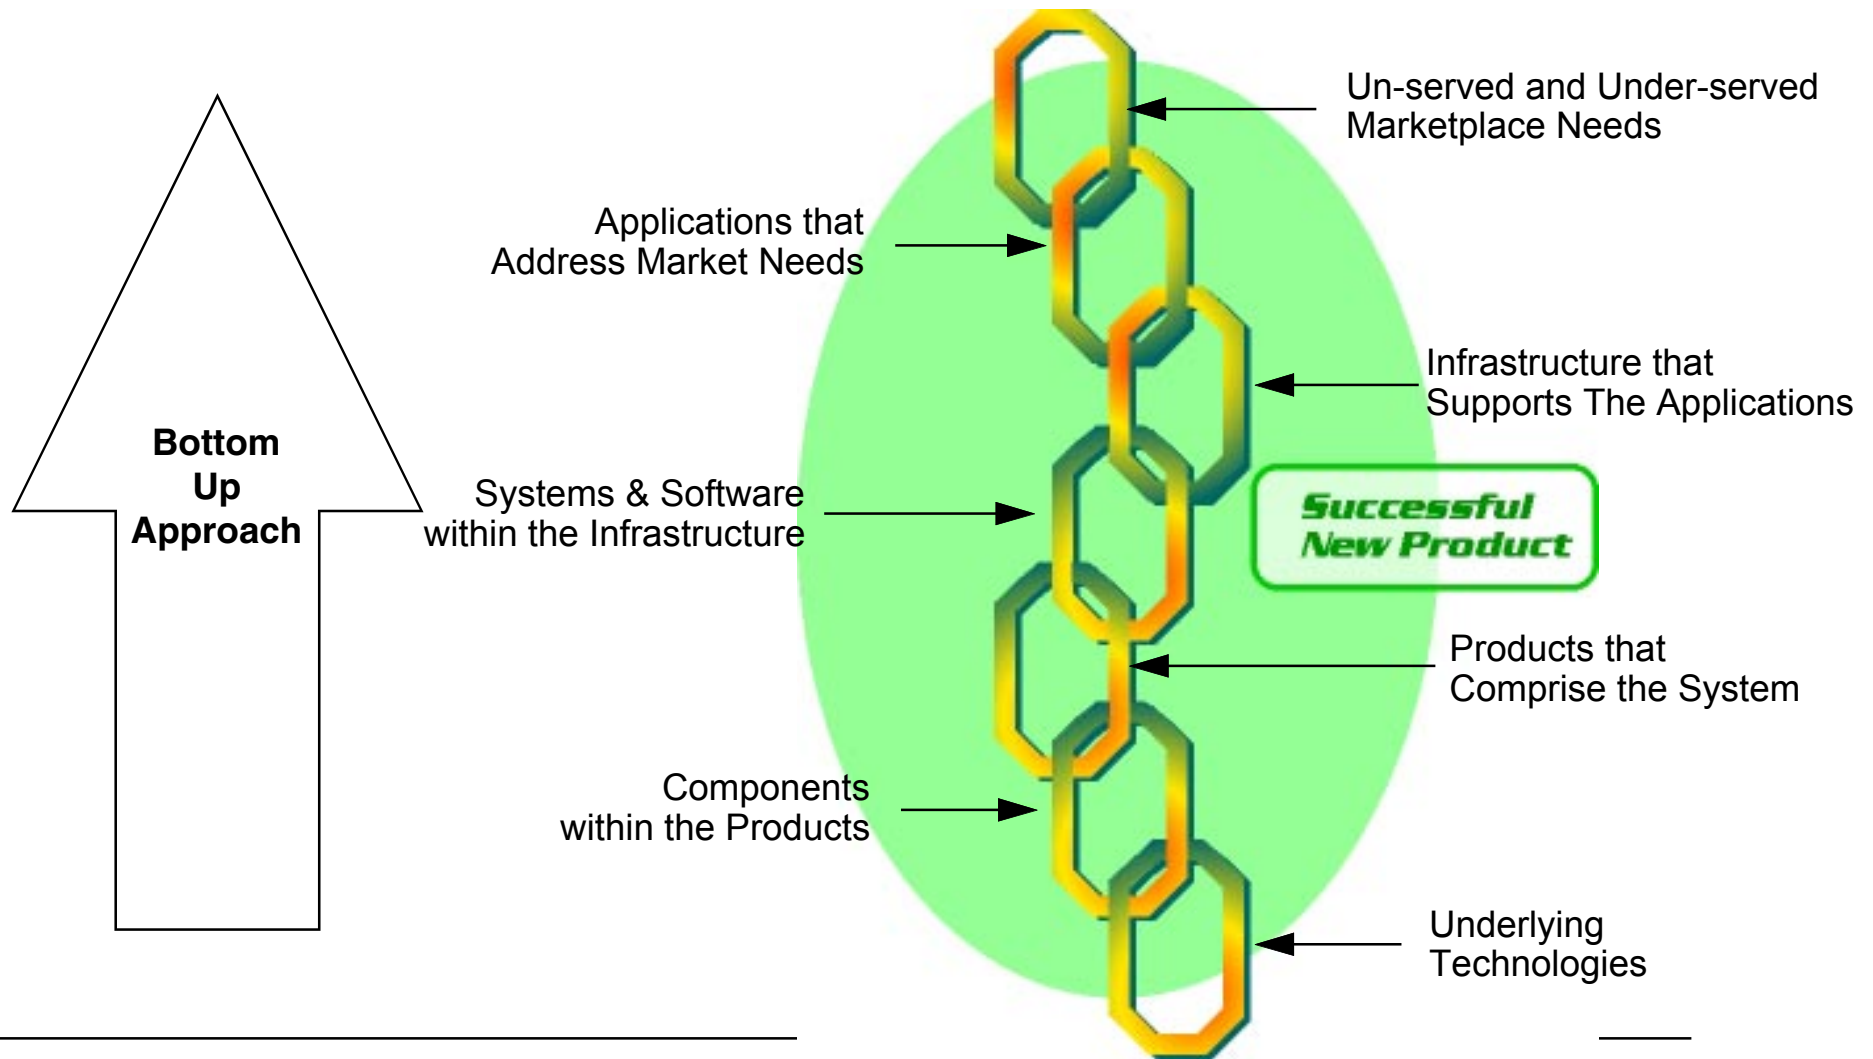 Un-served and Under-served
Marketplace Needs
Applications that
Address Market Needs
Infrastructure that
Supports The Applications
Bottom
Up
Approach
Systems & Software
within the Infrastructure
Successful
New Product
Products that
Comprise the System
Components
within the Products
Underlying
Technologies